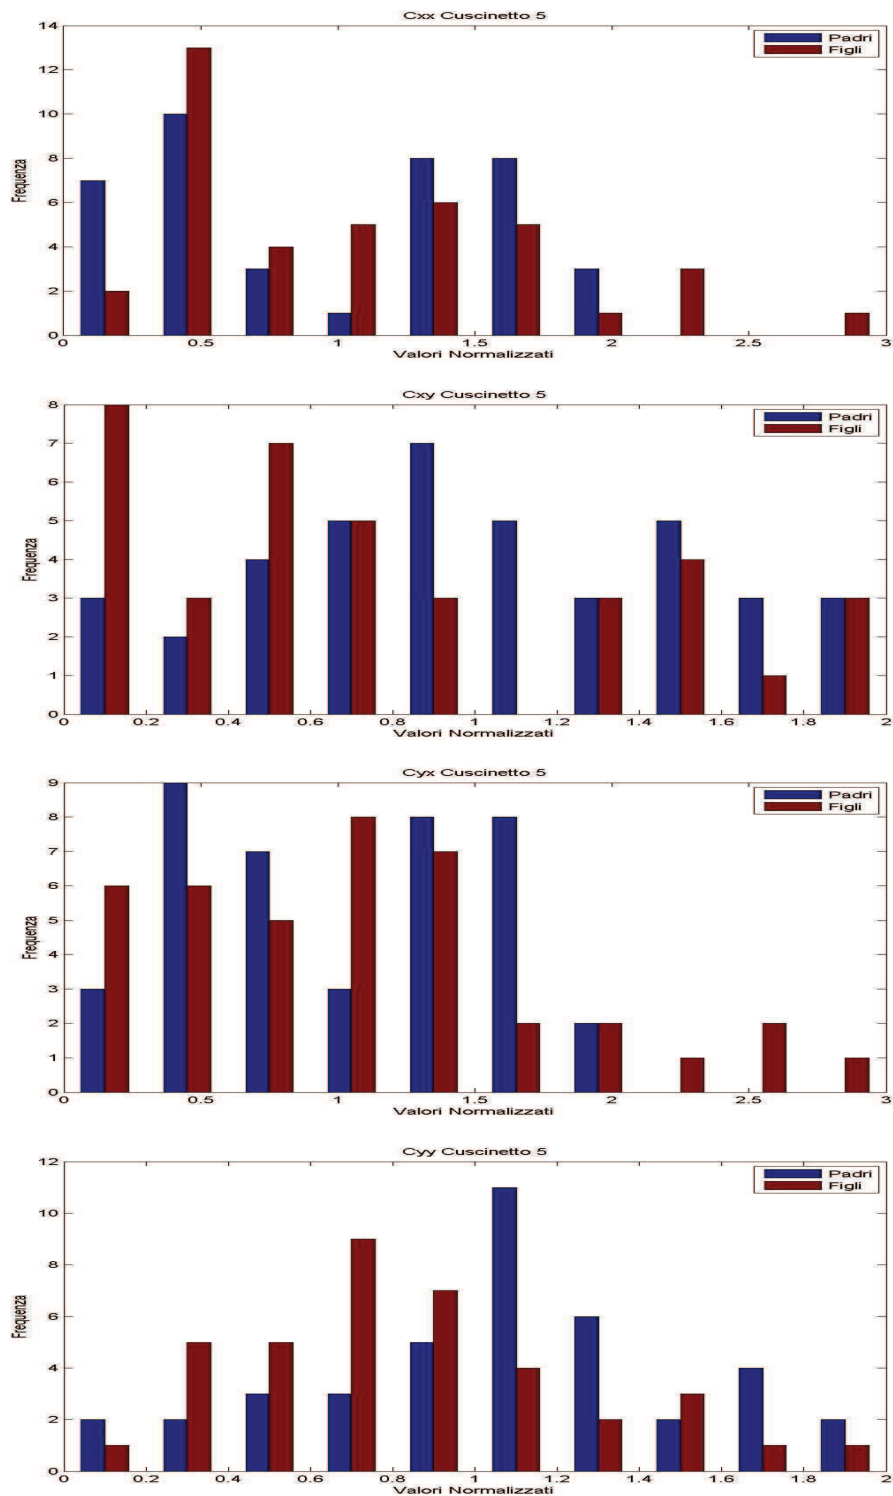 Cxx Cuscinetto 5
Padri
Figli
14
12
10
8
6
4
2
0
Frequenza
0 0.5 1 1.5 2 2.5 3
Valori Normalizzati
Cxy Cuscinetto 5
Padri
Figli
8
7
6
5
4
3
2
1
0
Frequenza
0 0.2 0.4 0.6 0.8 1 1.2 1.4 1.6 1.8 2
Valori Normalizzati
Cyx Cuscinetto 5
Padri
Figli
9
8
7
6
5
4
3
2
1
0
Frequenza
0 0.5 1 1.5 2 2.5 3
Valori Normalizzati
Cyy Cuscinetto 5
Padri
Figli
12
10
8
6
4
2
0
Frequenza
0 0.2 0.4 0.6 0.8 1 1.2 1.4 1.6 1.8 2
Valori Normalizzati